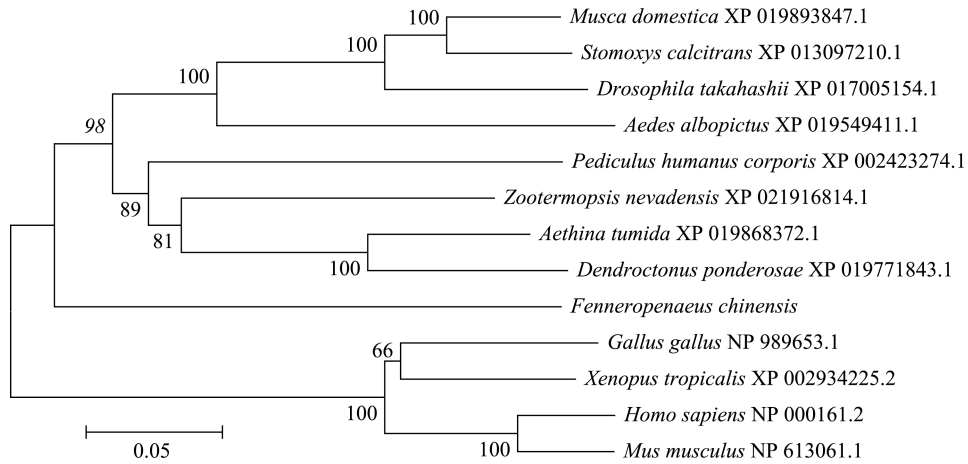 100
Musca domestica XP 019893847.1
100
Stomoxys calcitrans XP 013097210.1
100
Drosophila takahashii XP 017005154.1
98
Aedes albopictus XP 019549411.1
Pediculus humanus corporis XP 002423274.1
89
Zootermopsis nevadensis XP 021916814.1
81
Aethina tumida XP 019868372.1
100
Dendroctonus ponderosae XP 019771843.1
Fenneropenaeus chinensis
66
Gallus gallus NP 989653.1
Xenopus tropicalis XP 002934225.2
100
Homo sapiens NP 000161.2
100
Mus musculus NP 613061.1
0.05